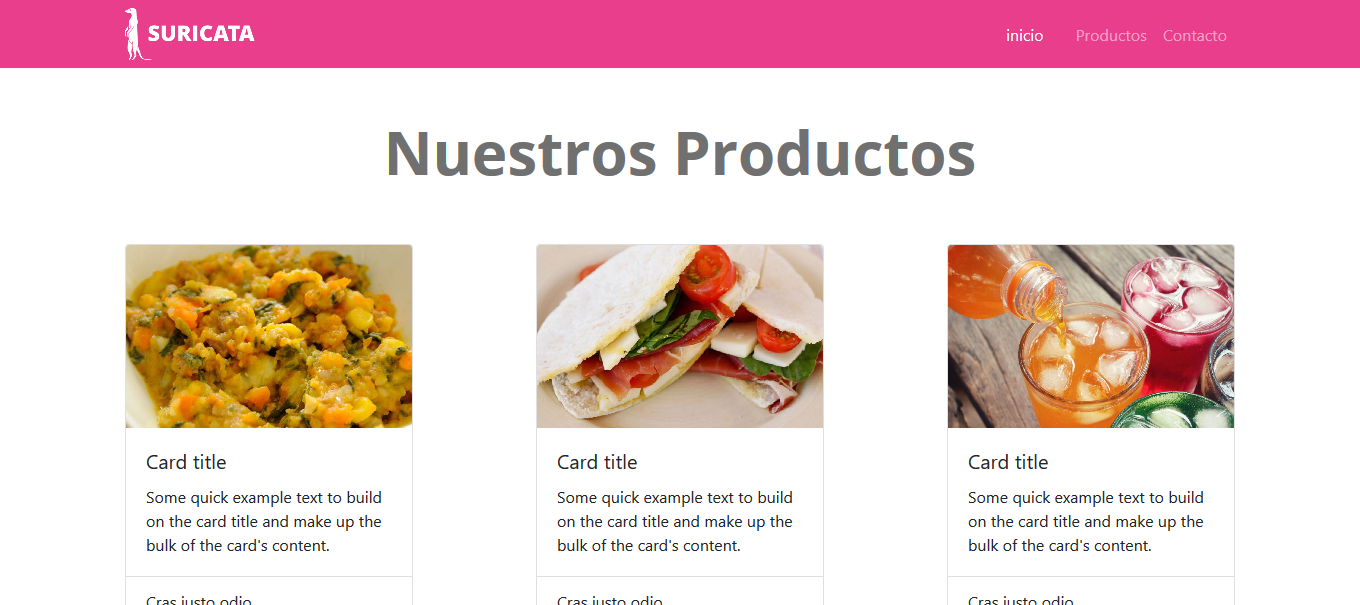 SURICATA
inicio Productos Contacto
Nuestros Productos
Card title
Some quick example text to build
on the card title and make up the
bulk of the card's content.
Cras justo odio
Card title
Some quick example text to build
on the card title and make up the
bulk of the card's content.
Cras justo odio
Card title
Some quick example text to build
on the card title and make up the
bulk of the card's content.
Cras justo odio